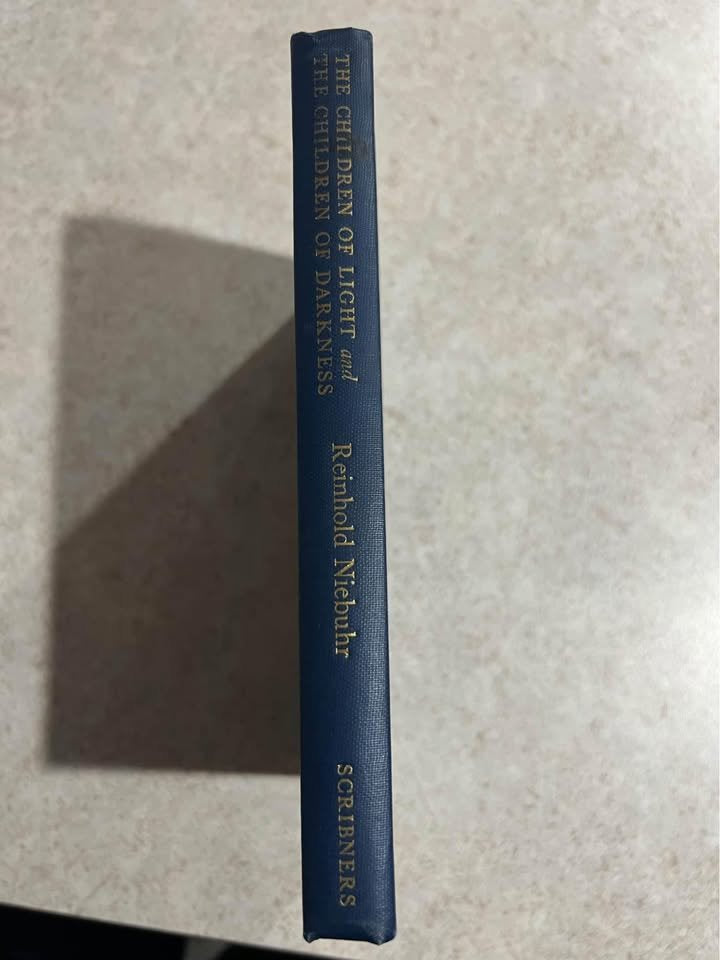 THE CHILDREN OF LIGHT and
THE CHILDREN OF DARKNESS
Reinhold Niebuhr
SCRIBNERS